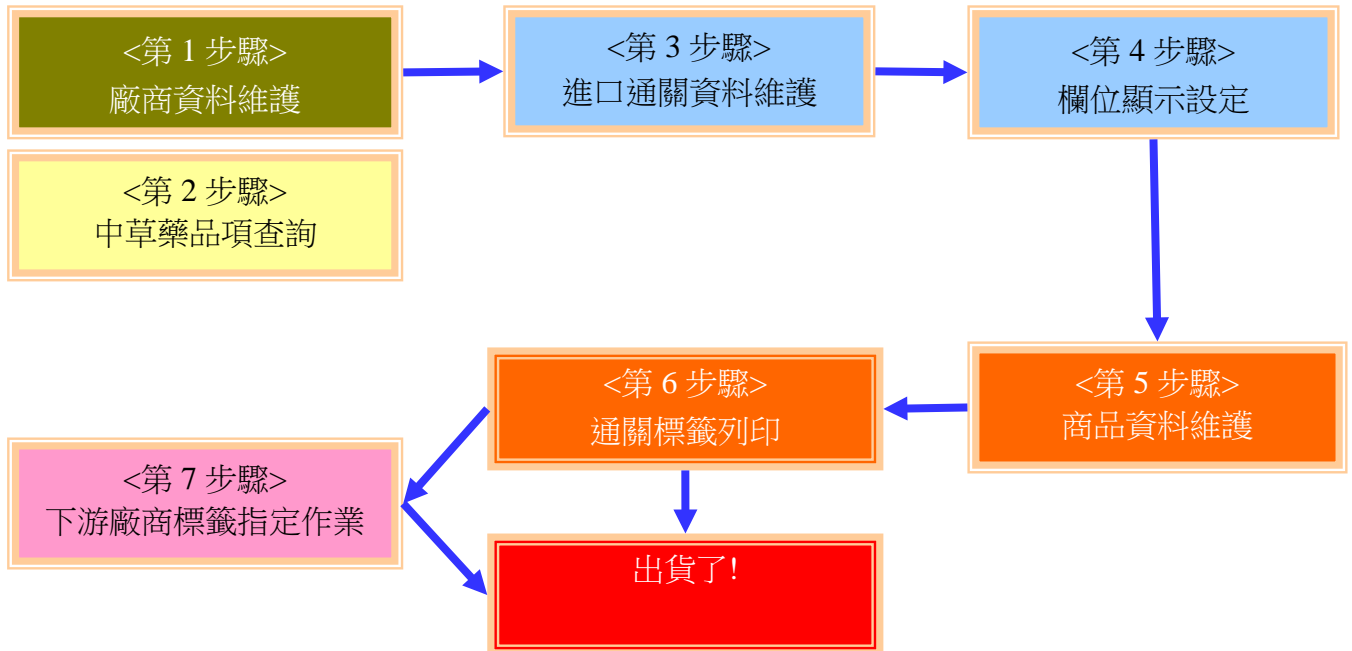 <第 1 步驟>
廠商資料維護
<第 2 步驟>
中草藥品項查詢
<第 3 步驟>
進口通關資料維護
<第 4 步驟>
欄位顯示設定
<第 5 步驟>
商品資料維護
<第 6 步驟>
通關標籤列印
<第 7 步驟>
下游廠商標籤指定作業
出貨了!